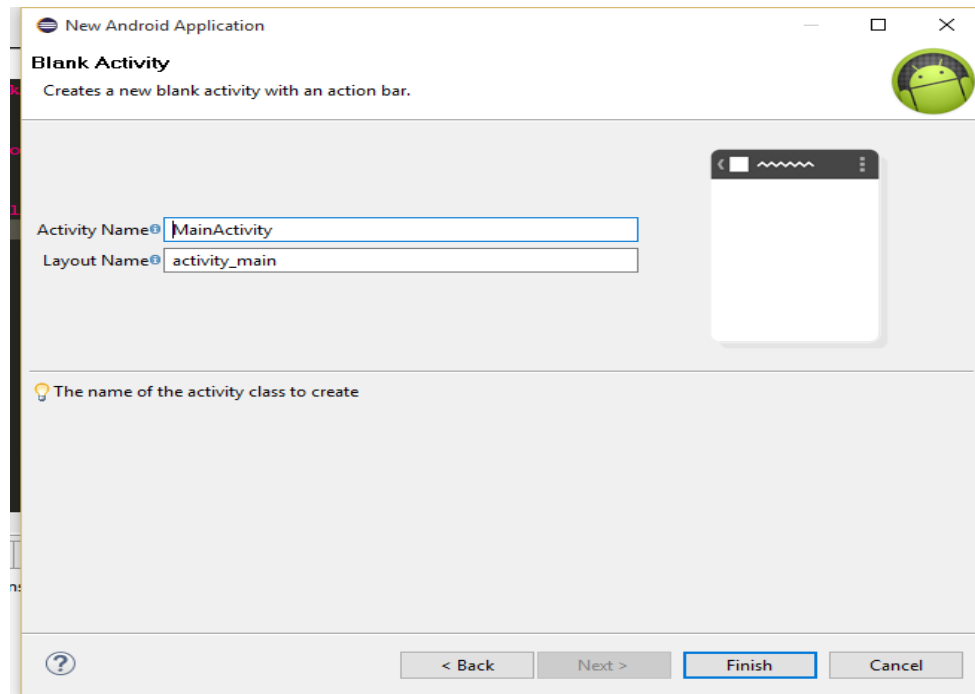 New Android Application
Blank Activity
Creates a new blank activity with an action bar.
Activity Name MainActivity
Layout Name activity_main
The name of the activity class to create
< Back Next > Finish Cancel